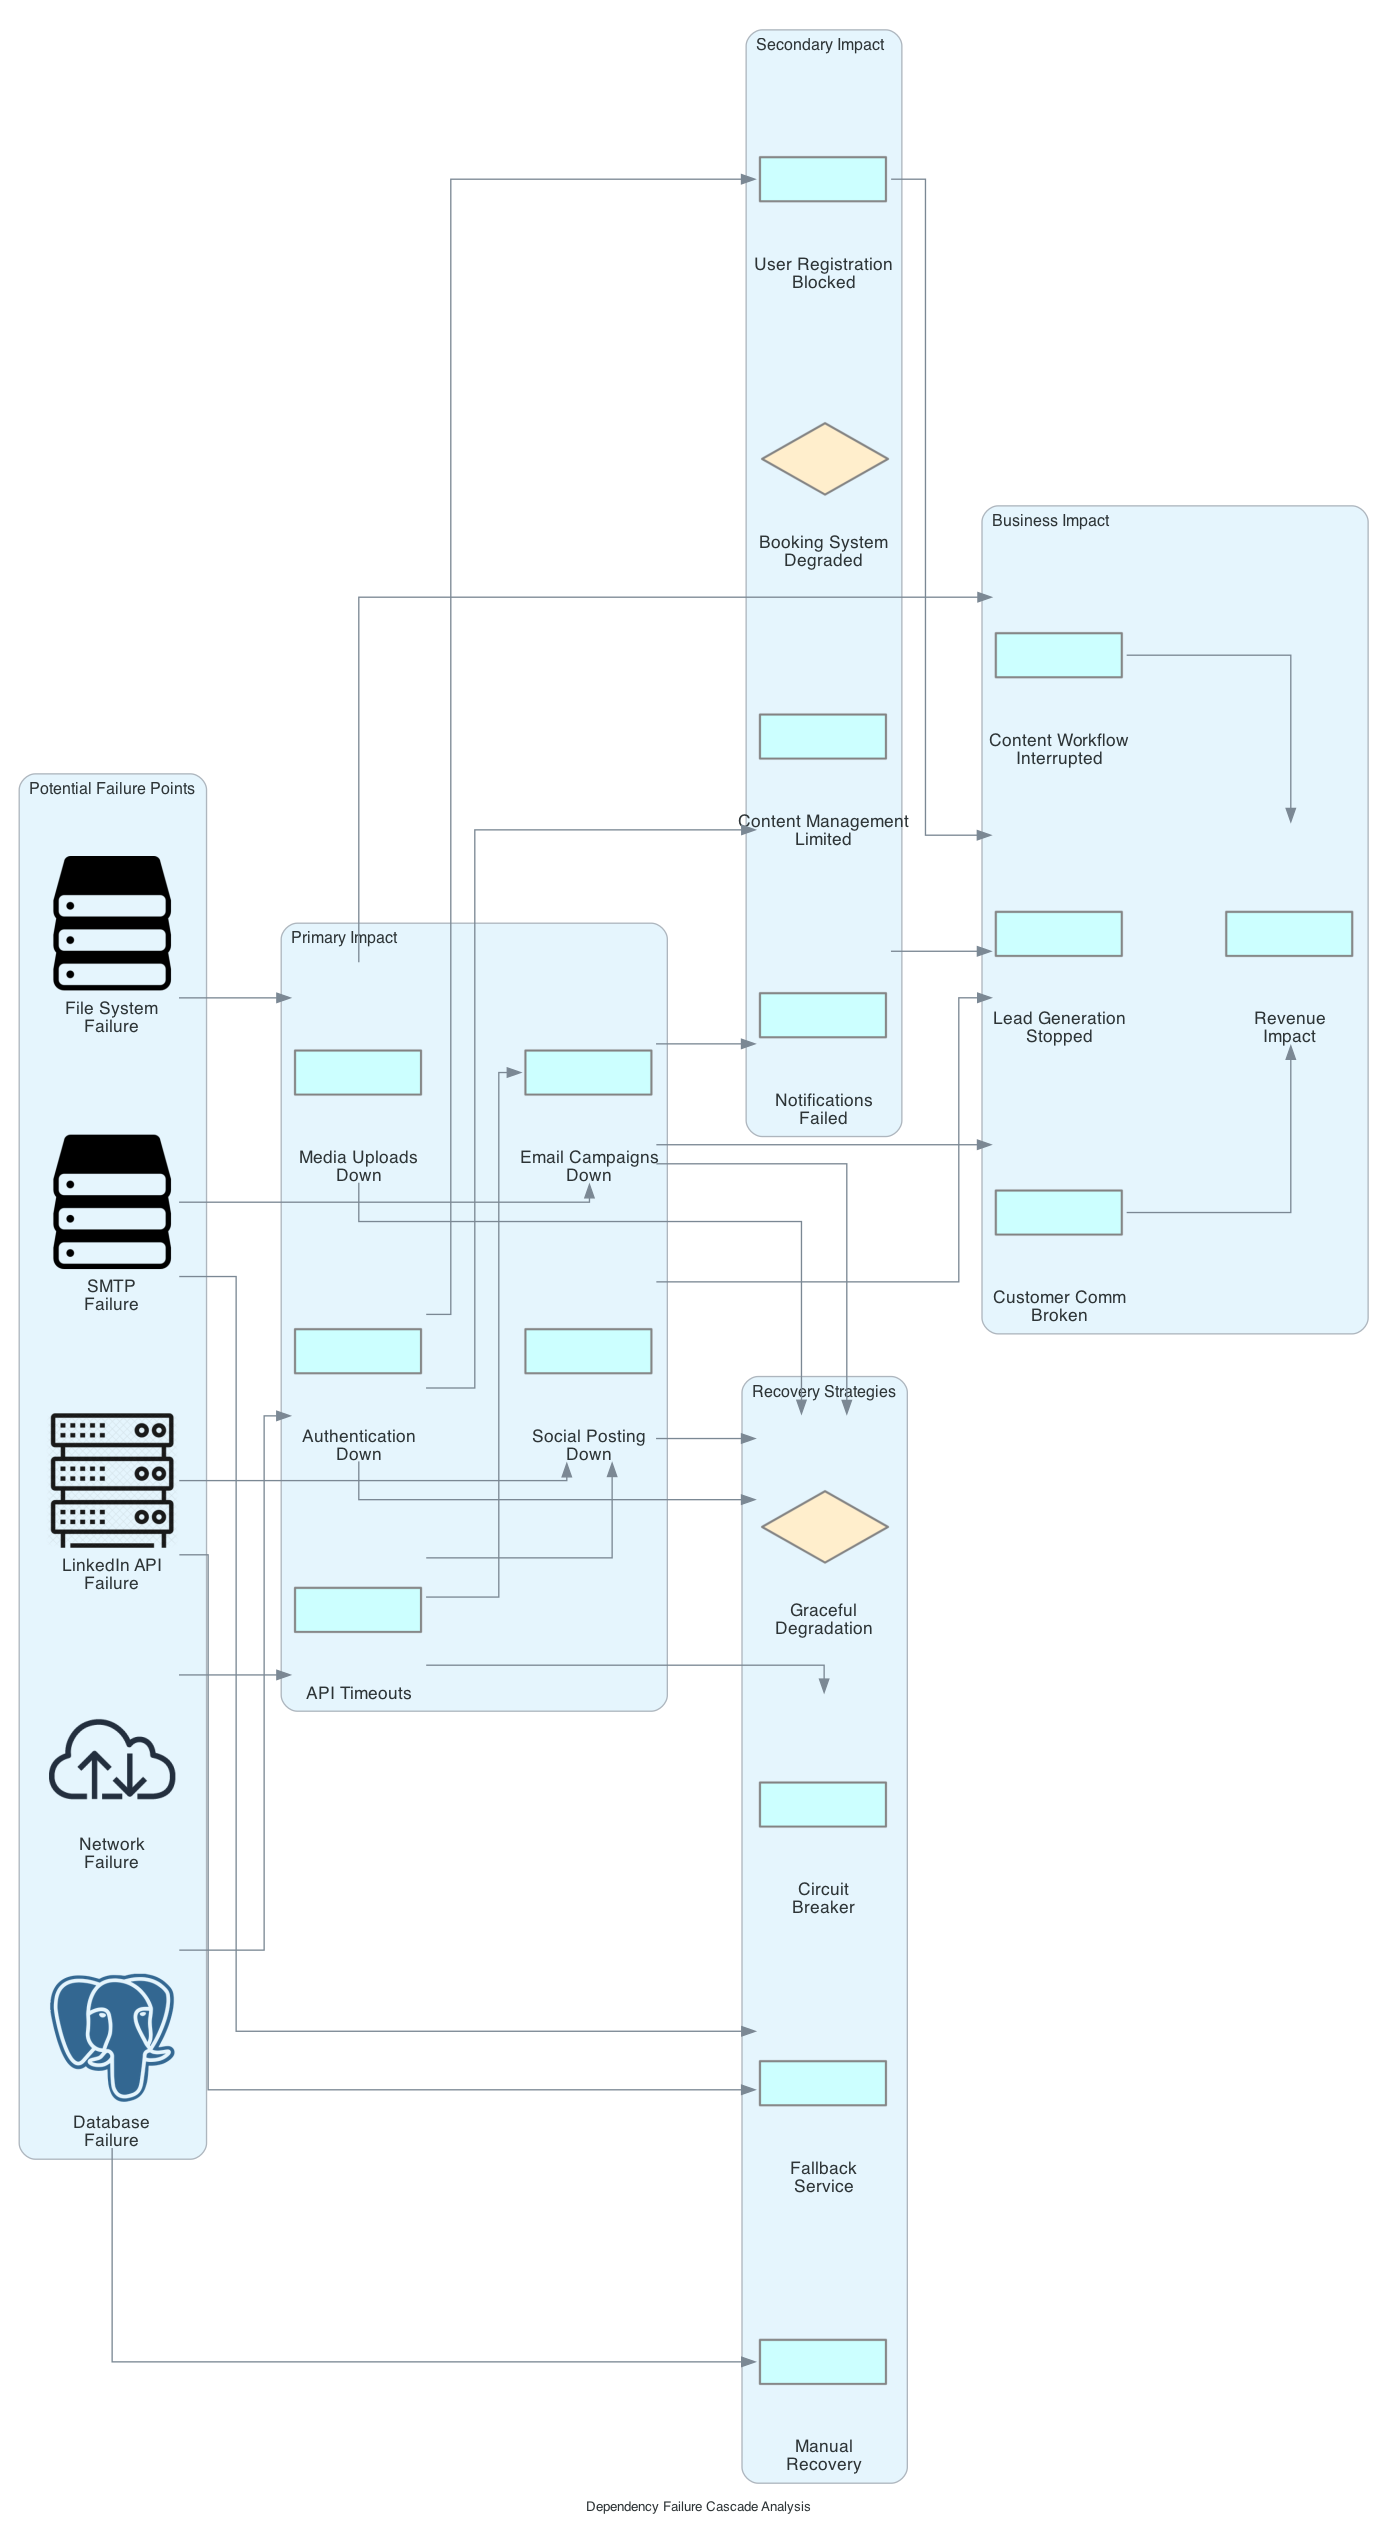 Secondary Impact
User Registration
Blocked
Booking System
Degraded
Content Management
Limited
Notifications
Failed
Business Impact
Content Workflow
Interrupted
Lead Generation
Stopped
Revenue
Impact
Customer Comm
Broken
Potential Failure Points
File System
Failure
SMTP
Failure
LinkedIn API
Failure
Network
Failure
Database
Failure
Primary Impact
Media Uploads
Down
Email Campaigns
Down
Authentication
Down
Social Posting
Down
API Timeouts
Recovery Strategies
Graceful
Degradation
Circuit
Breaker
Fallback
Service
Manual
Recovery
Dependency Failure Cascade Analysis